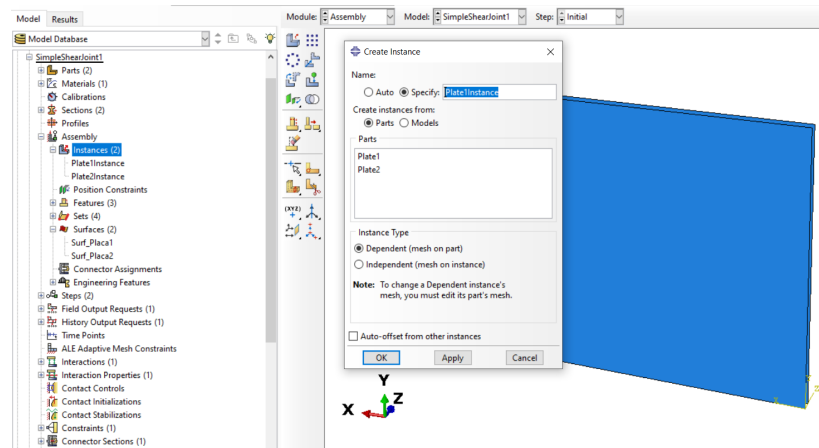 Model Results
Module: Assembly Model: SimpleShearJoint1 Step: Initial
Model Database
SimpleShearJoint1
Parts (2)
Materials (1)
Calibrations
Sections (2)
Profiles
Assembly
Instances (2)
Plate1Instance
Plate2Instance
Position Constraints
Features (3)
Sets (4)
Surfaces (2)
Surf_Placa1
Surf_Placa2
Connector Assignments
Engineering Features
Steps (2)
Field Output Requests (1)
History Output Requests (1)
Time Points
ALE Adaptive Mesh Constraints
Interactions (1)
Interaction Properties (1)
Contact Controls
Contact Initializations
Contact Stabilizations
Constraints (1)
Connector Sections (1)
(XYZ)
Create Instance
Name:
Auto Specify: Plate1Instance
Create instances from:
Parts Models
Parts
Plate1
Plate2
Instance Type
Dependent (mesh on part)
Independent (mesh on instance)
Note: To change a Dependent instance's
mesh, you must edit its part's mesh.
Auto-offset from other instances
OK Apply Cancel
Y
Z
X